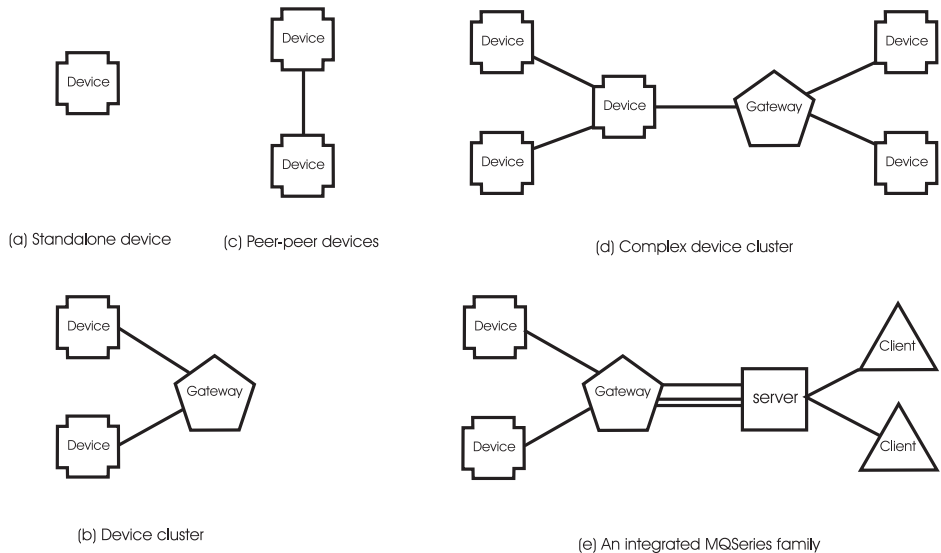 Device
(a) Standalone device
Device
Device
(c) Peer-peer devices
Device
Device
Device
Gateway
Device
Device
(d) Complex device cluster
Device
Gateway
Device
(b) Device cluster
Device
Gateway
Device
server
Client
Client
(e) An integrated MQSeries family